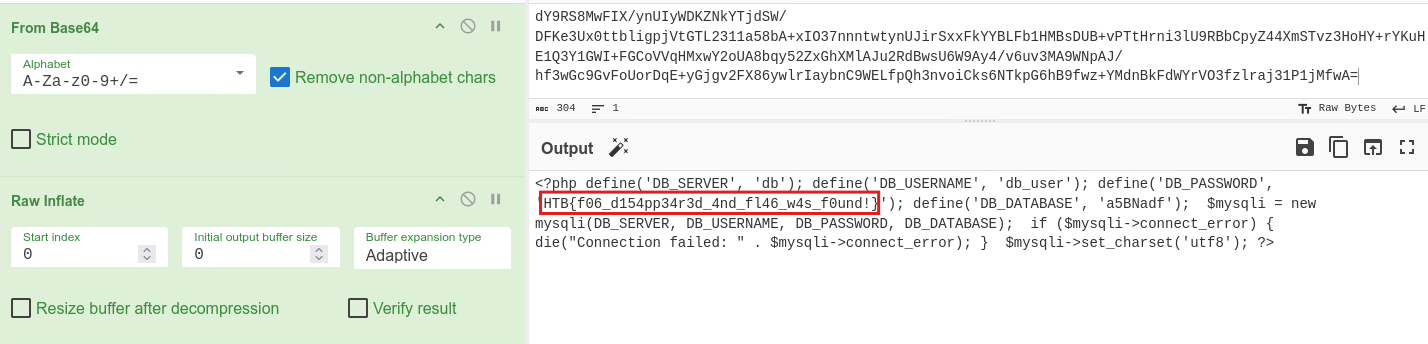 From Base64
Alphabet
A-Za-z0-9+/=
Remove non-alphabet chars
Strict mode
Raw Inflate
Start index
0
Initial output buffer size
0
Buffer expansion type
Adaptive
Resize buffer after decompression
Verify result
dY9RS8MwFIX/ynUIyWDKZNkYTjdSW/
DFKe3Ux0ttbligpjVtGTL2311a58bA+xIO37nnntwtynUJirSxxFkYYBLFb1HMBsDUB+vPTtHrni3lU9RBbCpyZ44XmSTvz3HoHY+rYKuH
E1Q3Y1GWI+FGCoVVqHMxwY2oUA8bqy52ZxGhXMlAJu2RdBwsU6W9Ay4/v6uv3MA9WNpAJ/
hf3wGc9GvFoUorDqE+yGjgv2FX86ywlrIaybnC9WELfpQh3nvoiCks6NTkpG6hB9fwz+YMdnBkFdWYrVO3fzlraj31P1jMfwA=
304
1
Raw Bytes
LF
Output
<?php define('DB_SERVER', 'db'); define('DB_USERNAME', 'db_user'); define('DB_PASSWORD',
'HTB{f06_d154pp34r3d_4nd_fl46_w4s_f0und!}'); define('DB_DATABASE', 'a5BNadf');  $mysqli = new
mysqli(DB_SERVER, DB_USERNAME, DB_PASSWORD, DB_DATABASE);  if ($mysqli->connect_error) {
die("Connection failed: " . $mysqli->connect_error); }  $mysqli->set_charset('utf8'); ?>